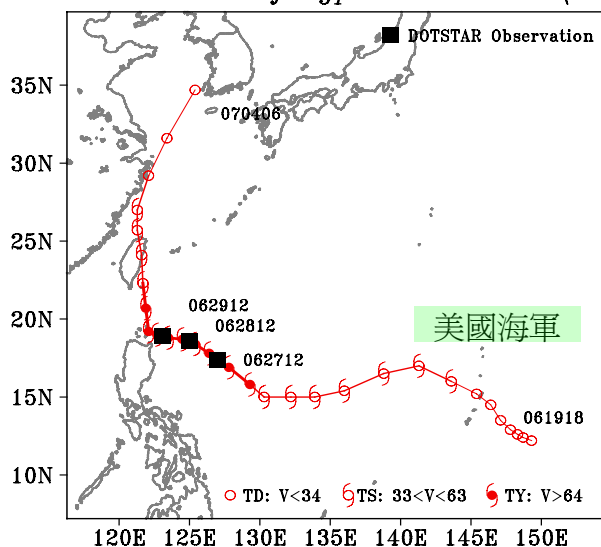 DOTSTAR Observation
35N
070406
30N
25N
062912
20N
062812
美國海軍
062712
15N
061918
10N
TD: V<34
TS: 33<V<63
TY: V>64
120E 125E 130E 135E 140E 145E 150E